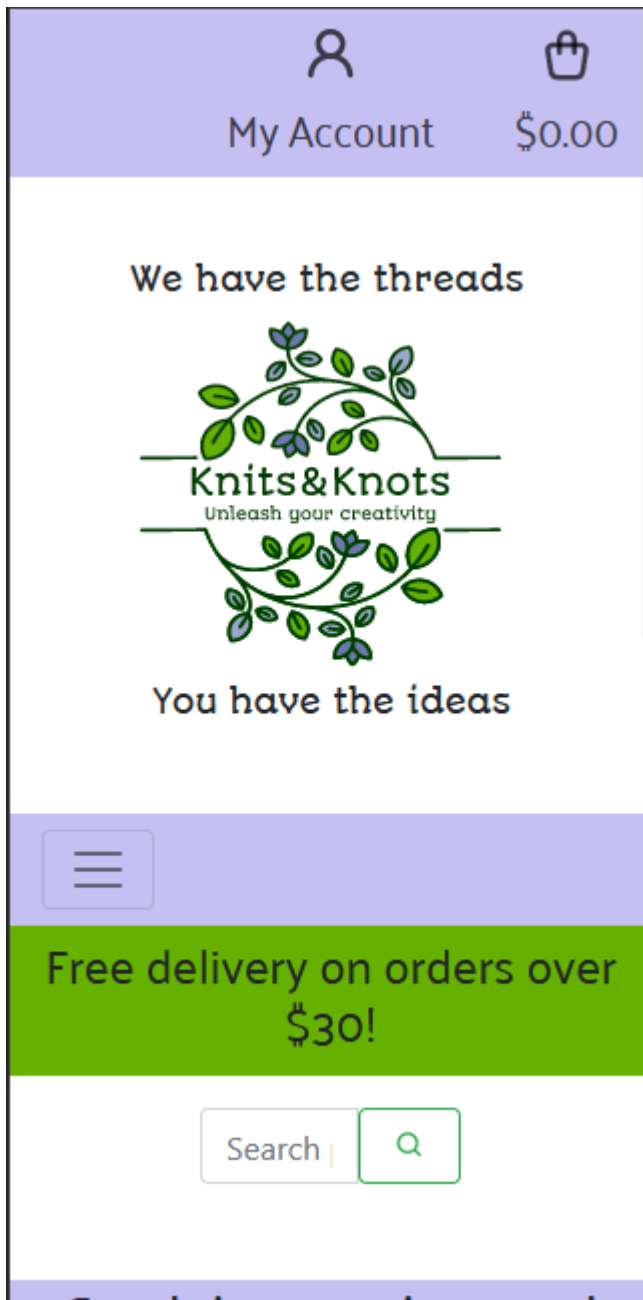 My Account $0.00
We have the threads
Knits&Knots
Unleash your creativity
You have the ideas
Free delivery on orders over
$30!
Search